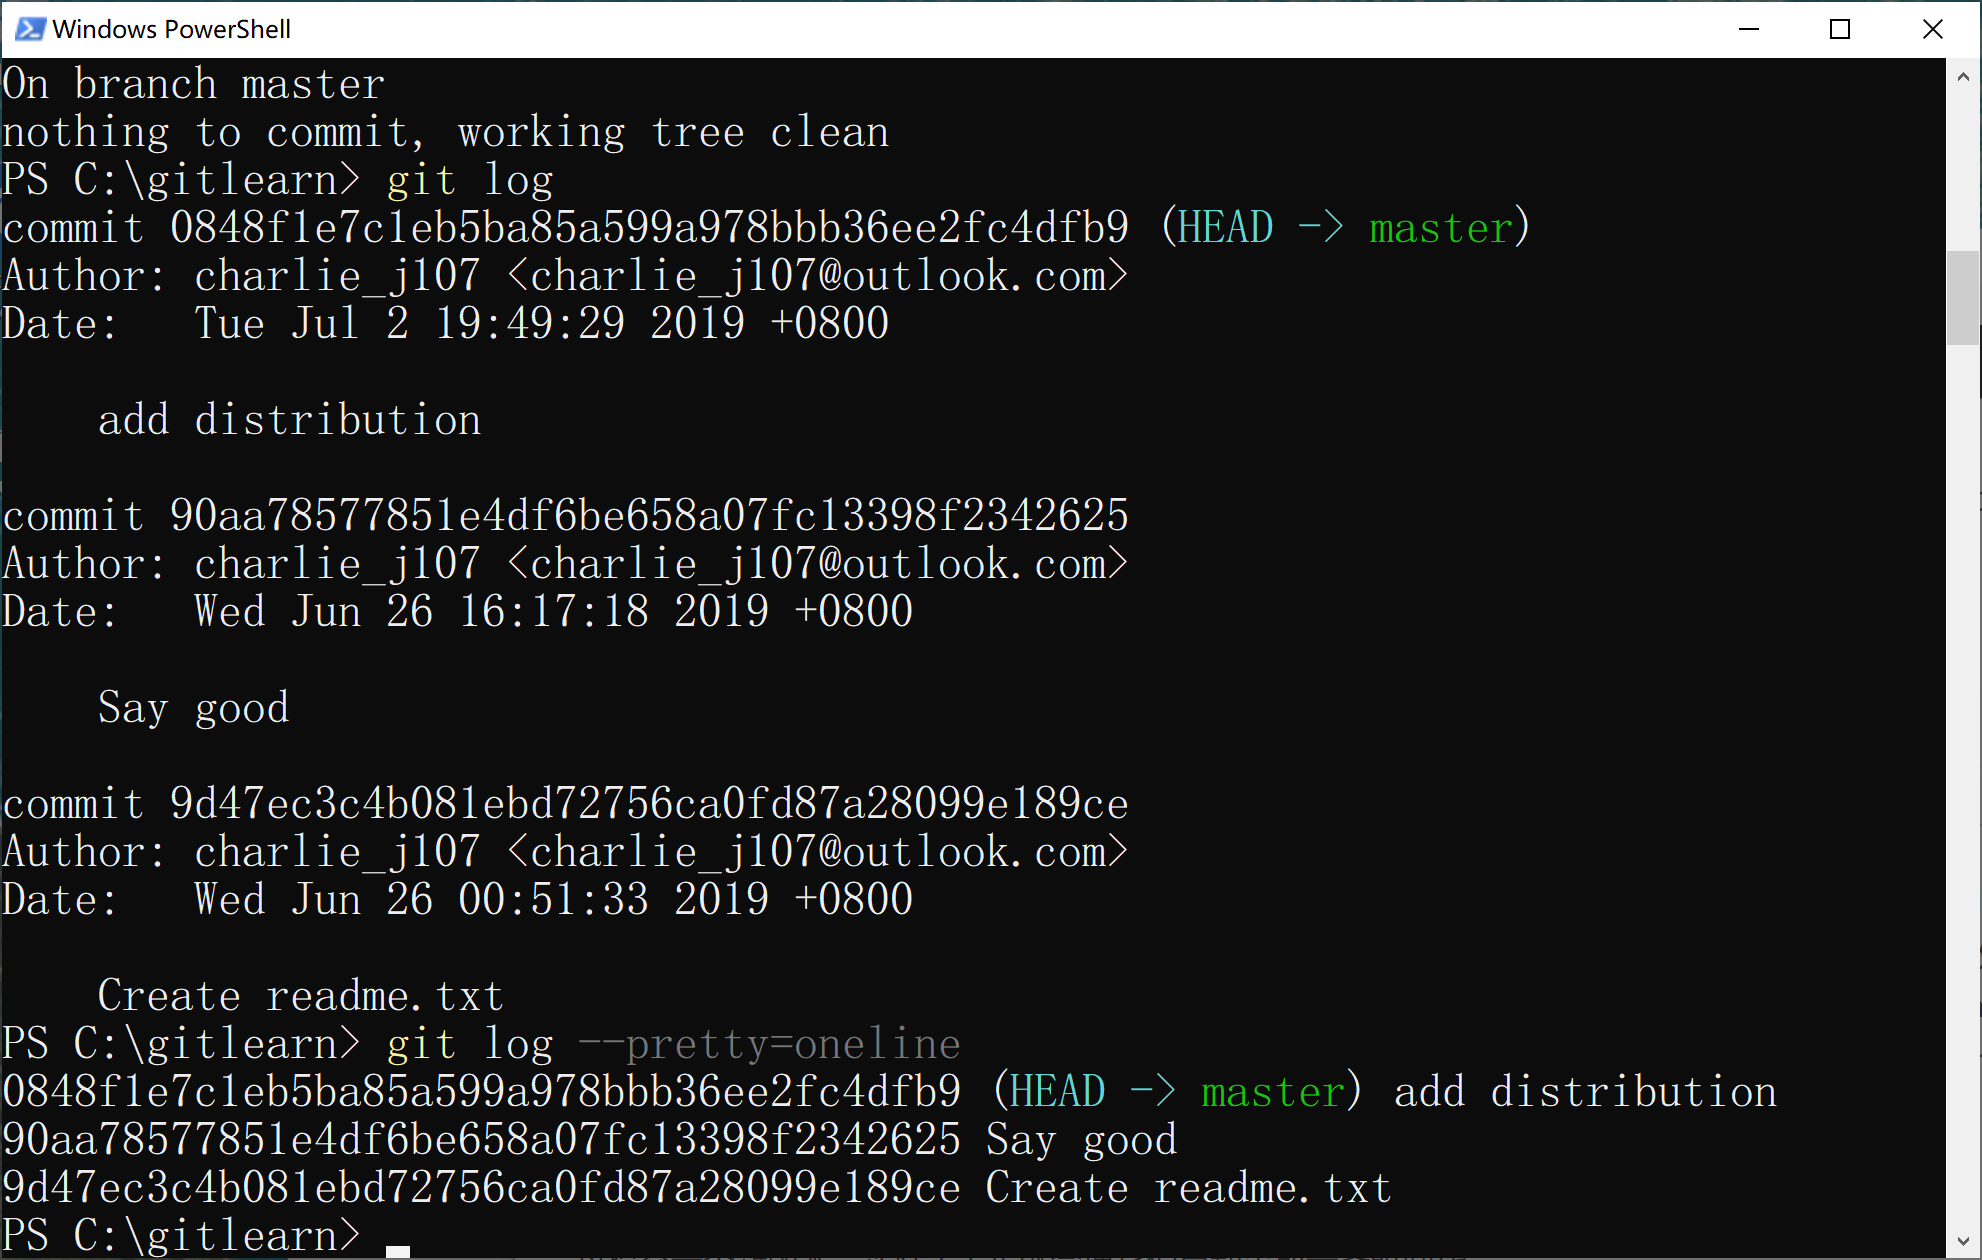 Windows PowerShell
On branch master
nothing to commit, working tree clean
PS C:\gitlearn> git log
commit 0848f1e7c1eb5ba85a599a978bbb36ee2fc4dfb9 (HEAD -> master)
Author: charlie_j107 <charlie_j107@outlook.com>
Date:   Tue Jul 2 19:49:29 2019 +0800
    add distribution
commit 90aa78577851e4df6be658a07fc13398f2342625
Author: charlie_j107 <charlie_j107@outlook.com>
Date:   Wed Jun 26 16:17:18 2019 +0800
    Say good
commit 9d47ec3c4b081ebd72756ca0fd87a28099e189ce
Author: charlie_j107 <charlie_j107@outlook.com>
Date:   Wed Jun 26 00:51:33 2019 +0800
    Create readme.txt
PS C:\gitlearn> git log --pretty=oneline
0848f1e7c1eb5ba85a599a978bbb36ee2fc4dfb9 (HEAD -> master) add distribution
90aa78577851e4df6be658a07fc13398f2342625 Say good
9d47ec3c4b081ebd72756ca0fd87a28099e189ce Create readme.txt
PS C:\gitlearn>